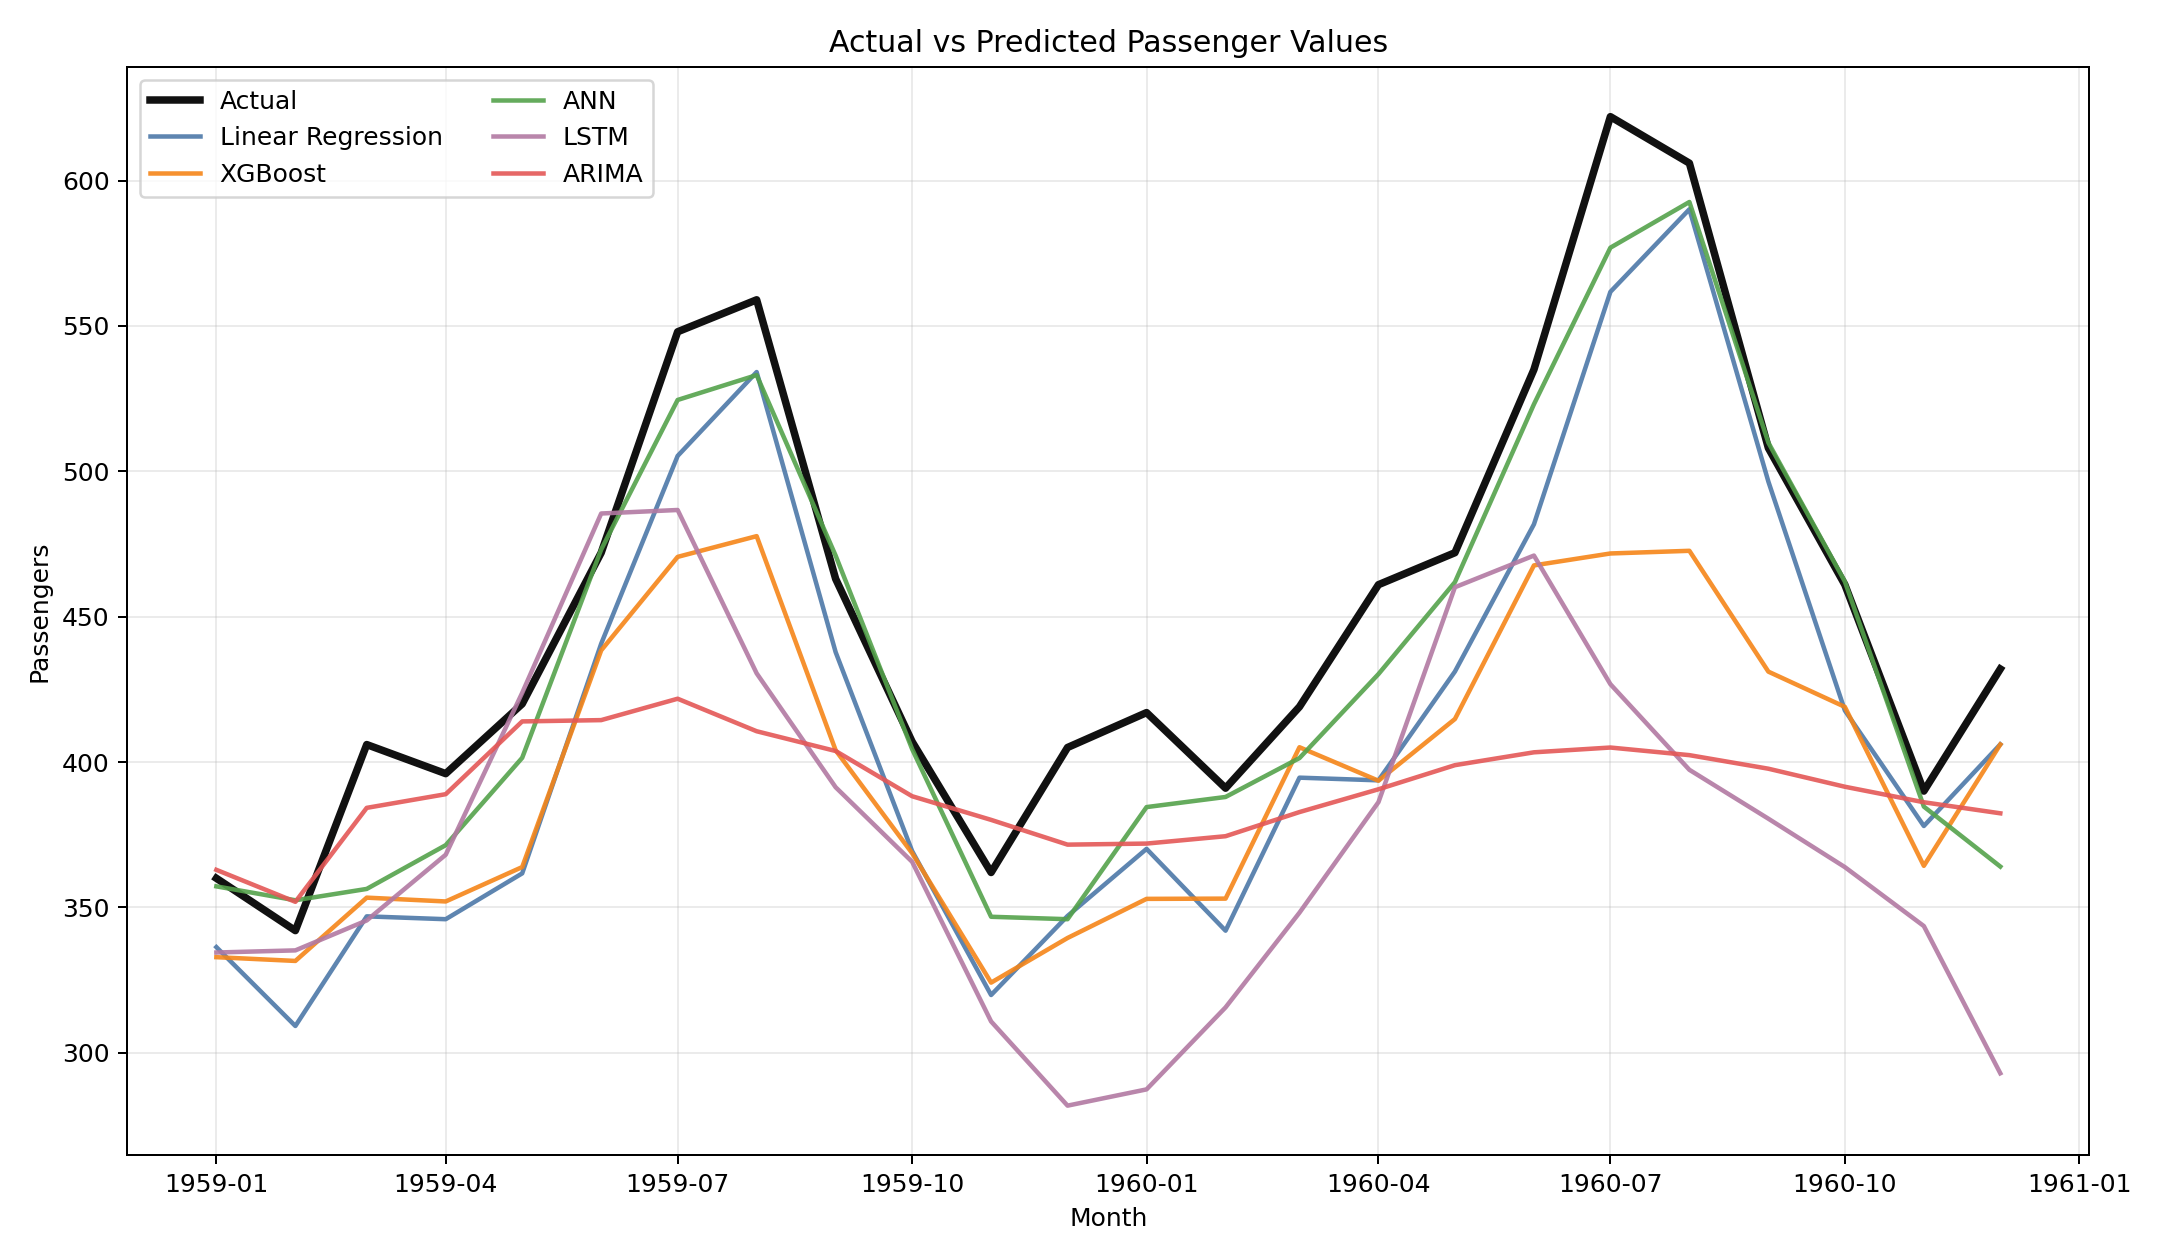 Actual vs Predicted Passenger Values
Actual
Linear Regression
XGBoost
ANN
LSTM
ARIMA
Passengers
600
550
500
450
400
350
300
1959-01
1959-04
1959-07
1959-10
1960-01
1960-04
1960-07
1960-10
1961-01
Month